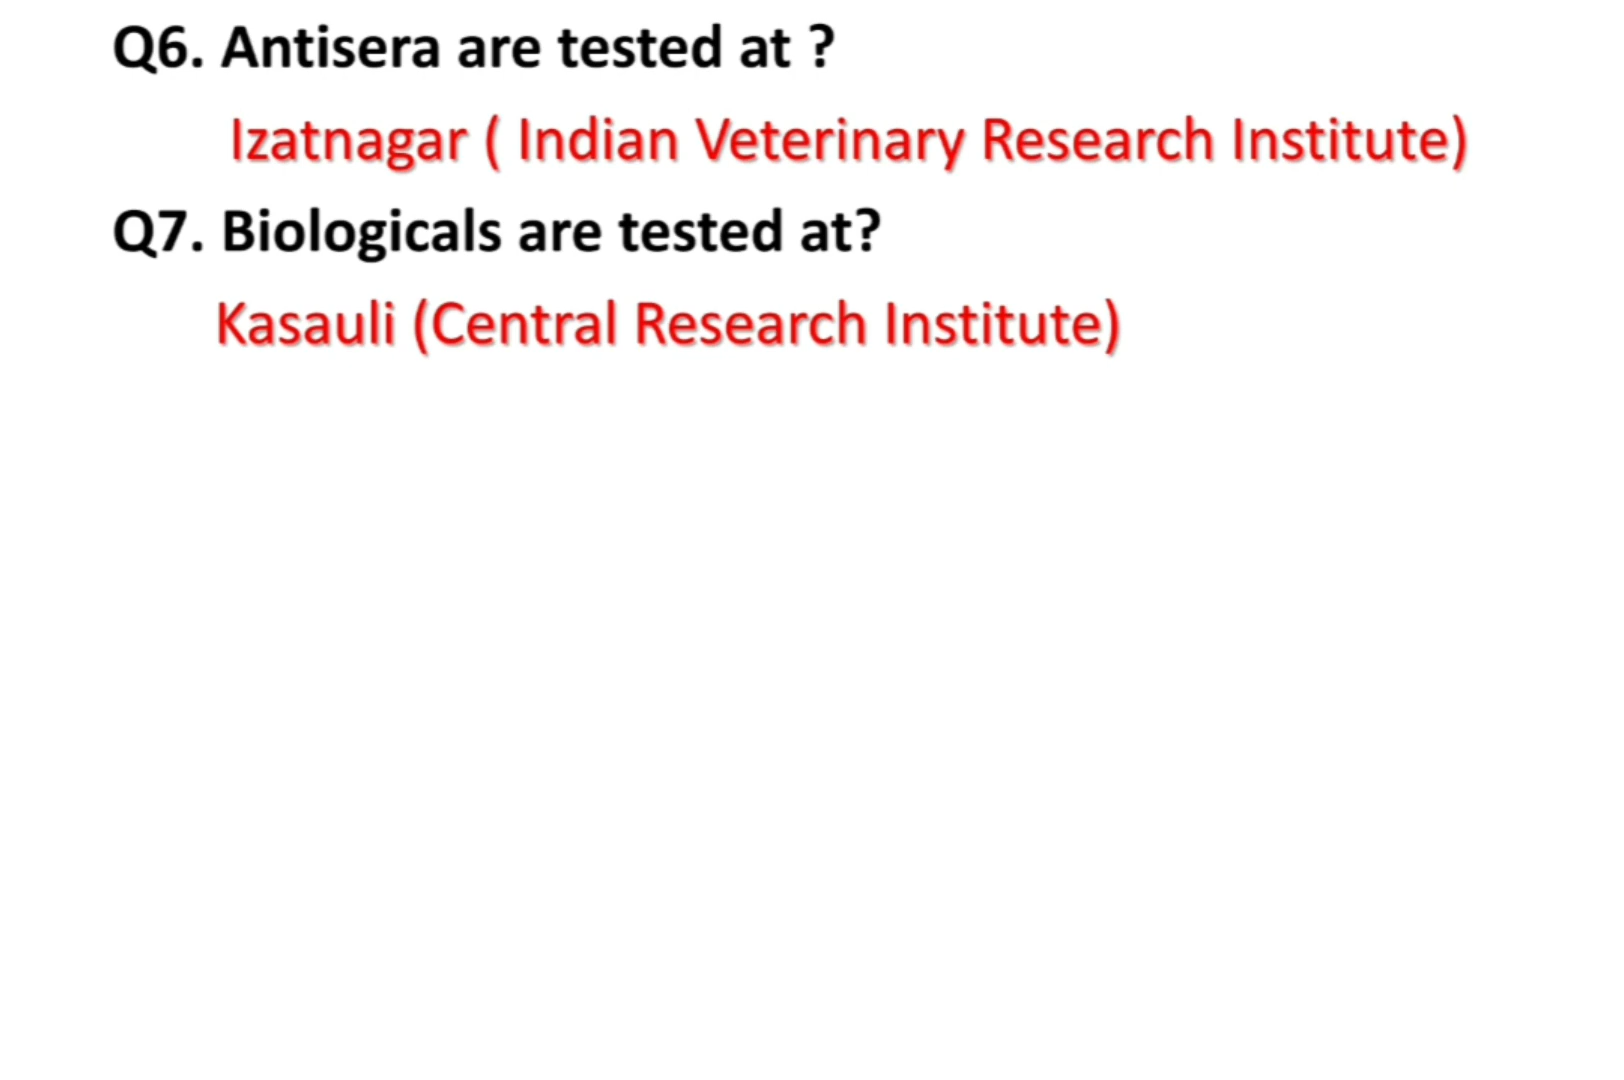 Q6. Antisera are tested at ?
Izatnagar ( Indian Veterinary Research Institute)
Q7. Biologicals are tested at?
Kasauli (Central Research Institute)